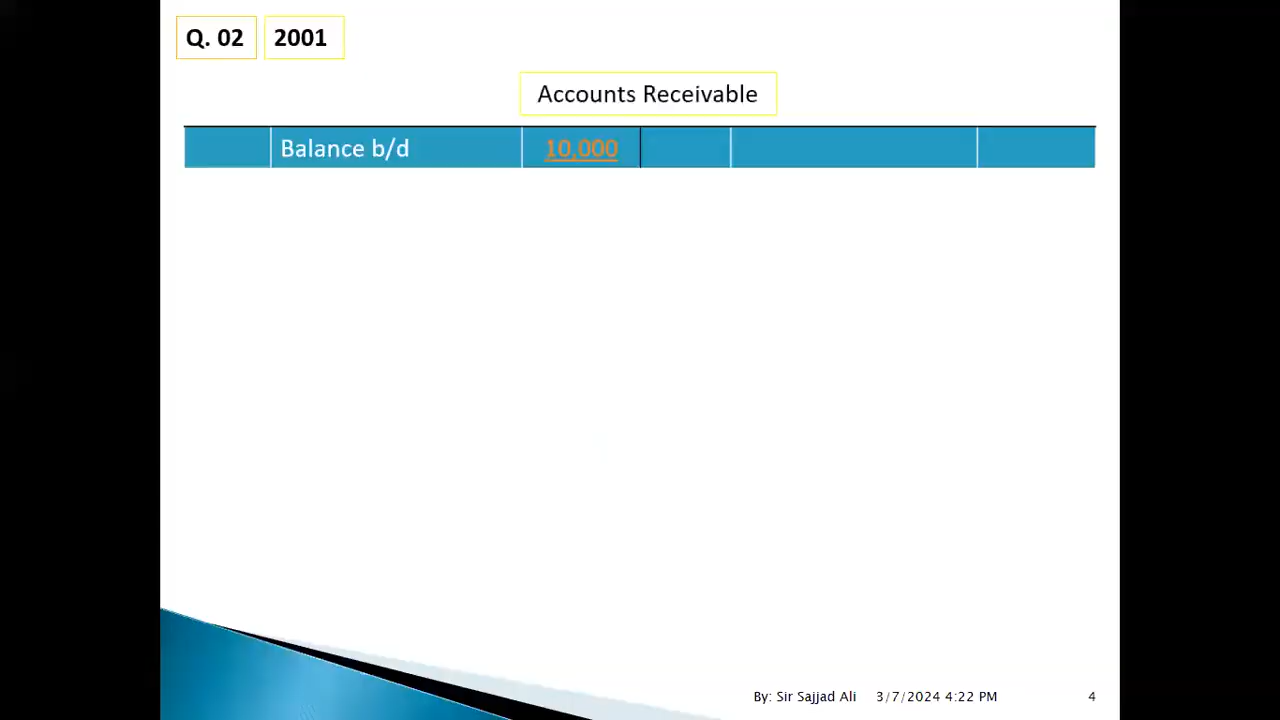 Q. 02 2001
Accounts Receivable
Balance b/d 10,000
By: Sir Sajjad Ali 3/7/2024 4:22 PM 4